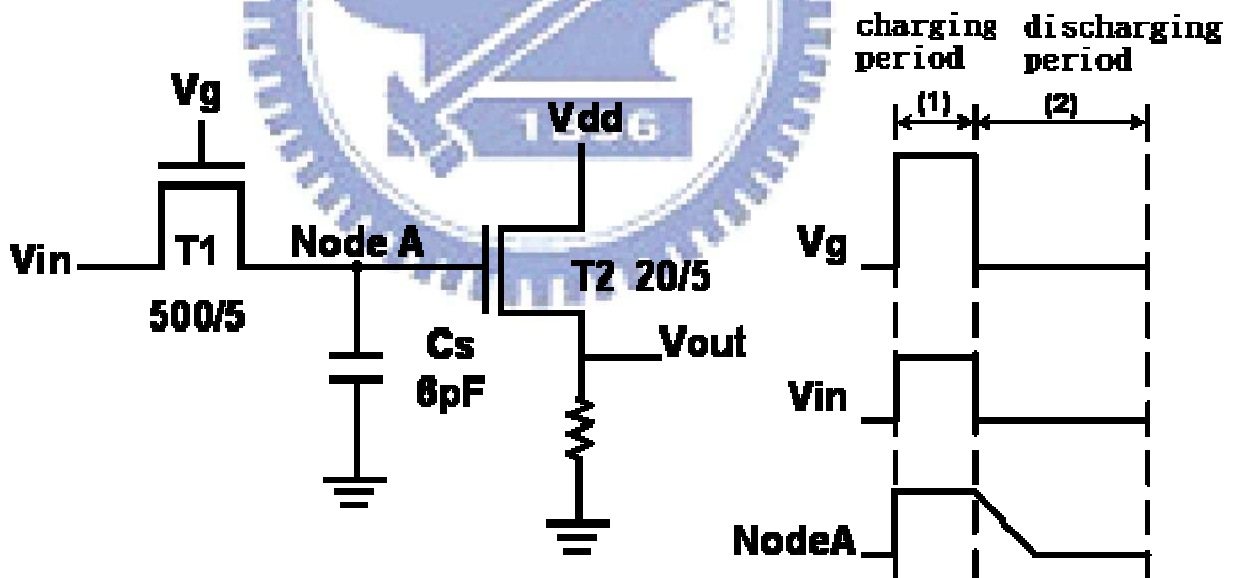 charging discharging
period period
(1) (2)
Vg
Vdd
1896
Vin
T1
Node A
T2 20/5
500/5
Cs
6pF
Vout
Vg
Vin
NodeA